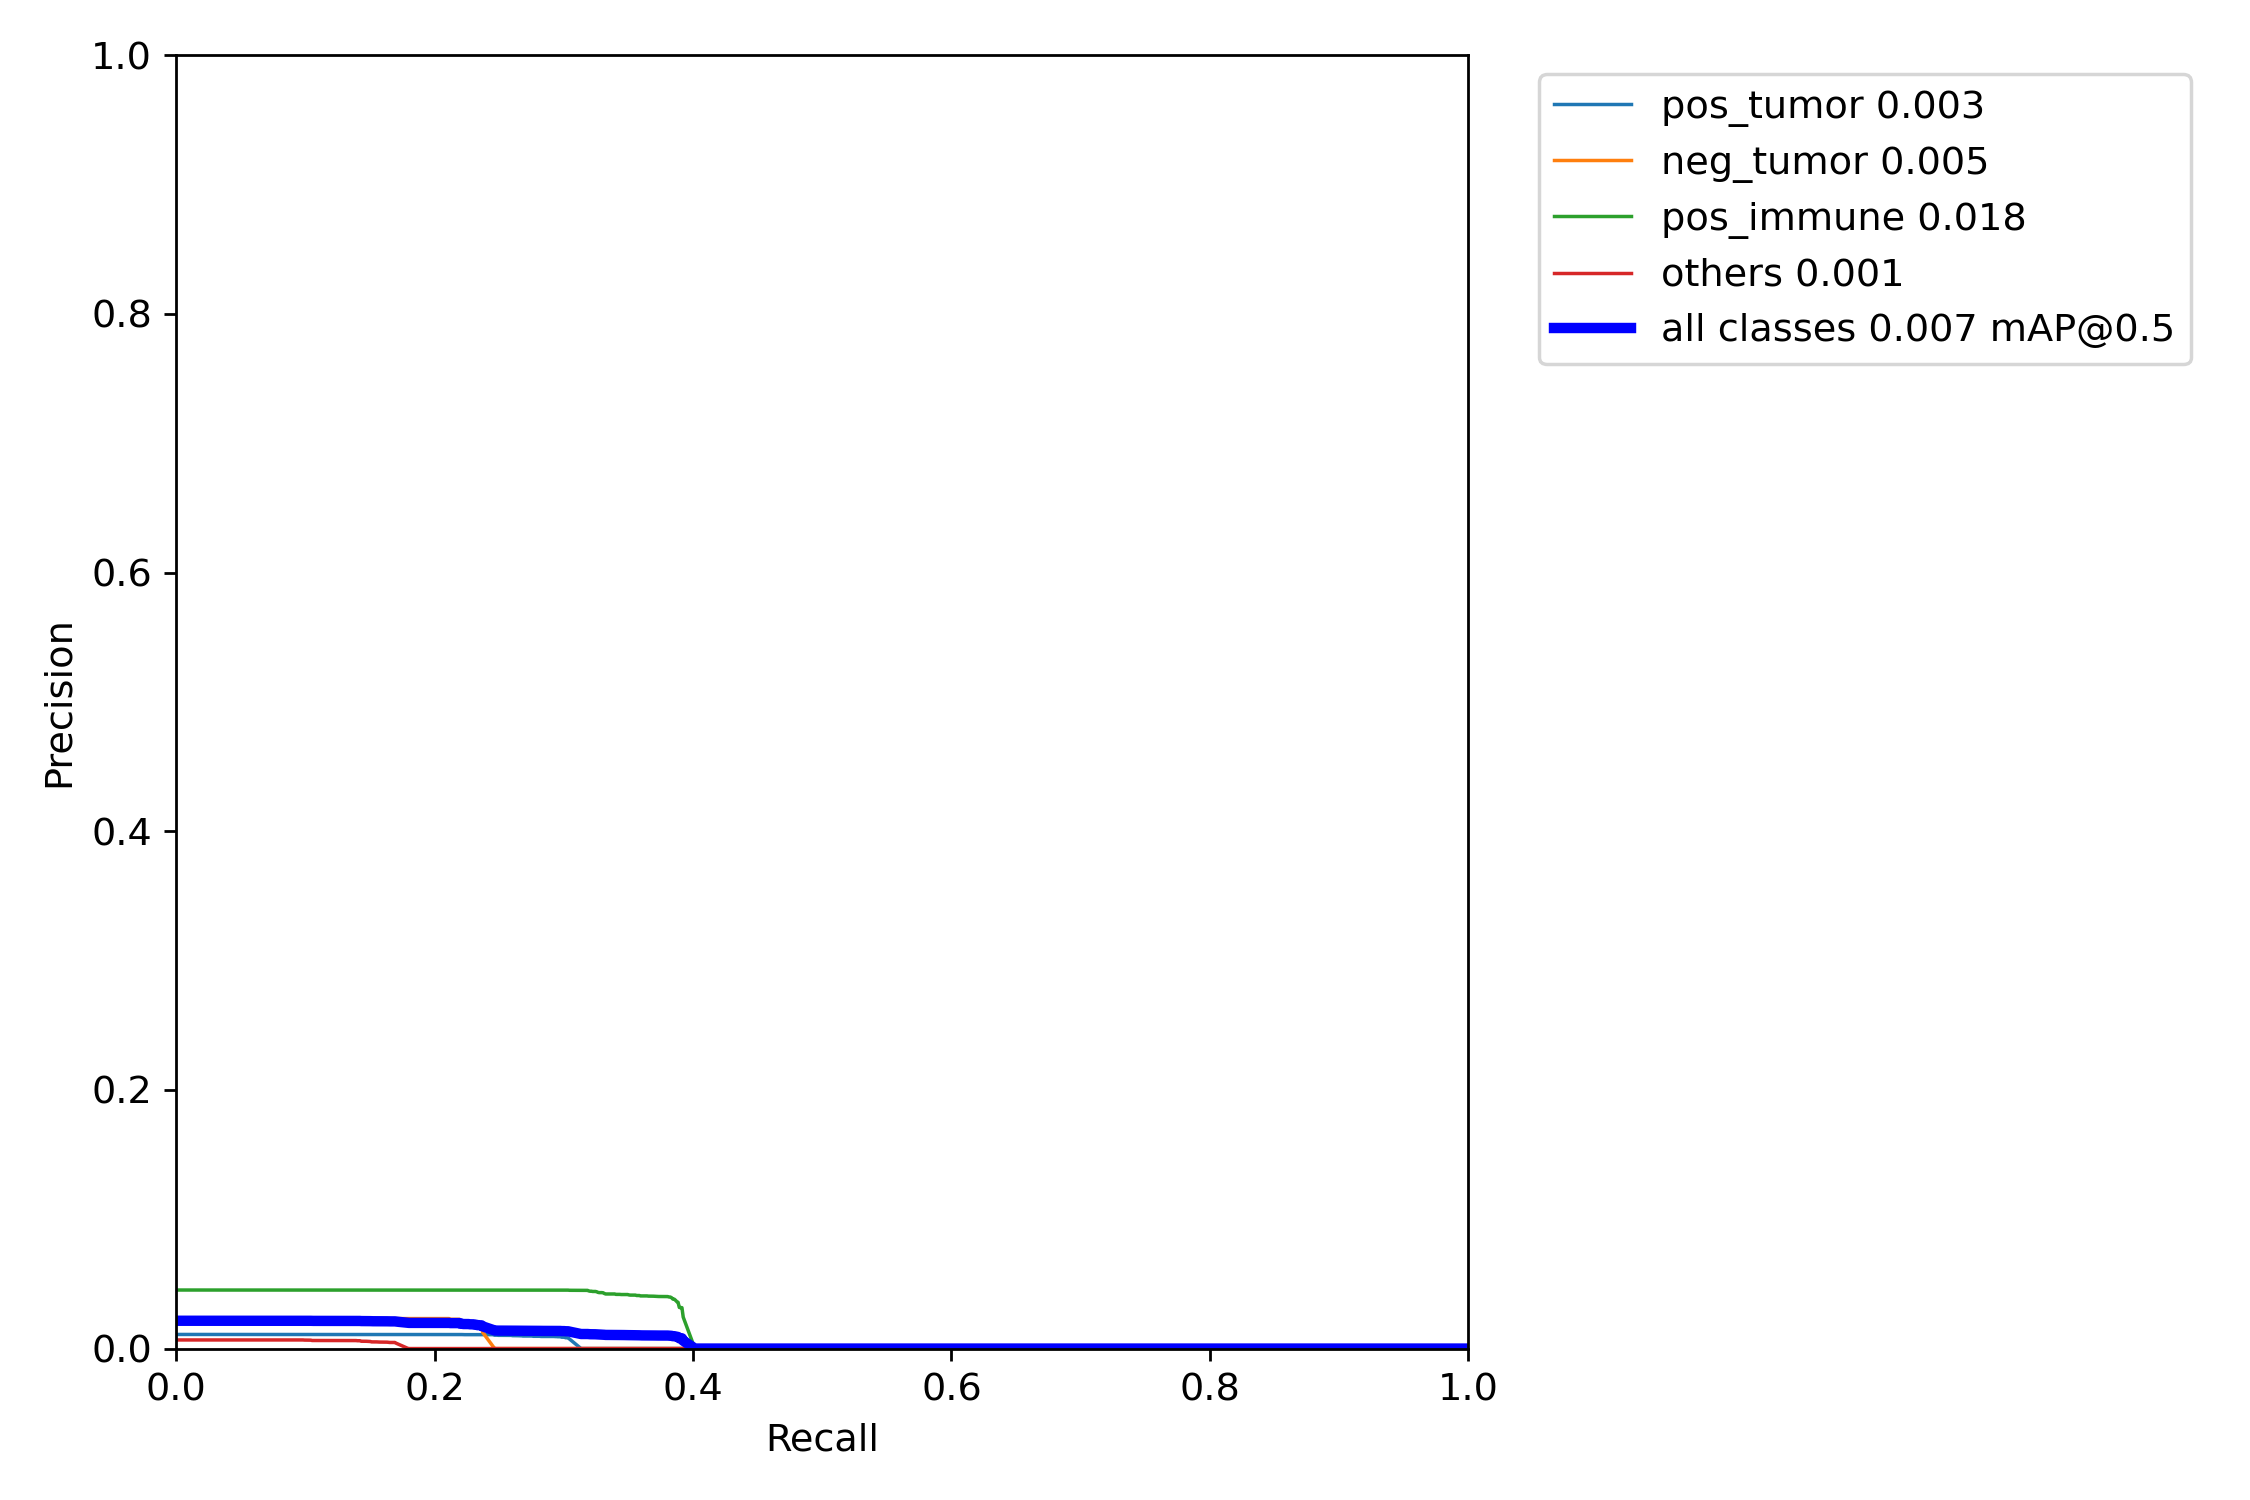 1.0
0.8
0.6
0.4
0.2
0.0
Precision
0.0 0.2 0.4 0.6 0.8 1.0
Recall
pos_tumor 0.003
neg_tumor 0.005
pos_immune 0.018
others 0.001
all classes 0.007 mAP@0.5